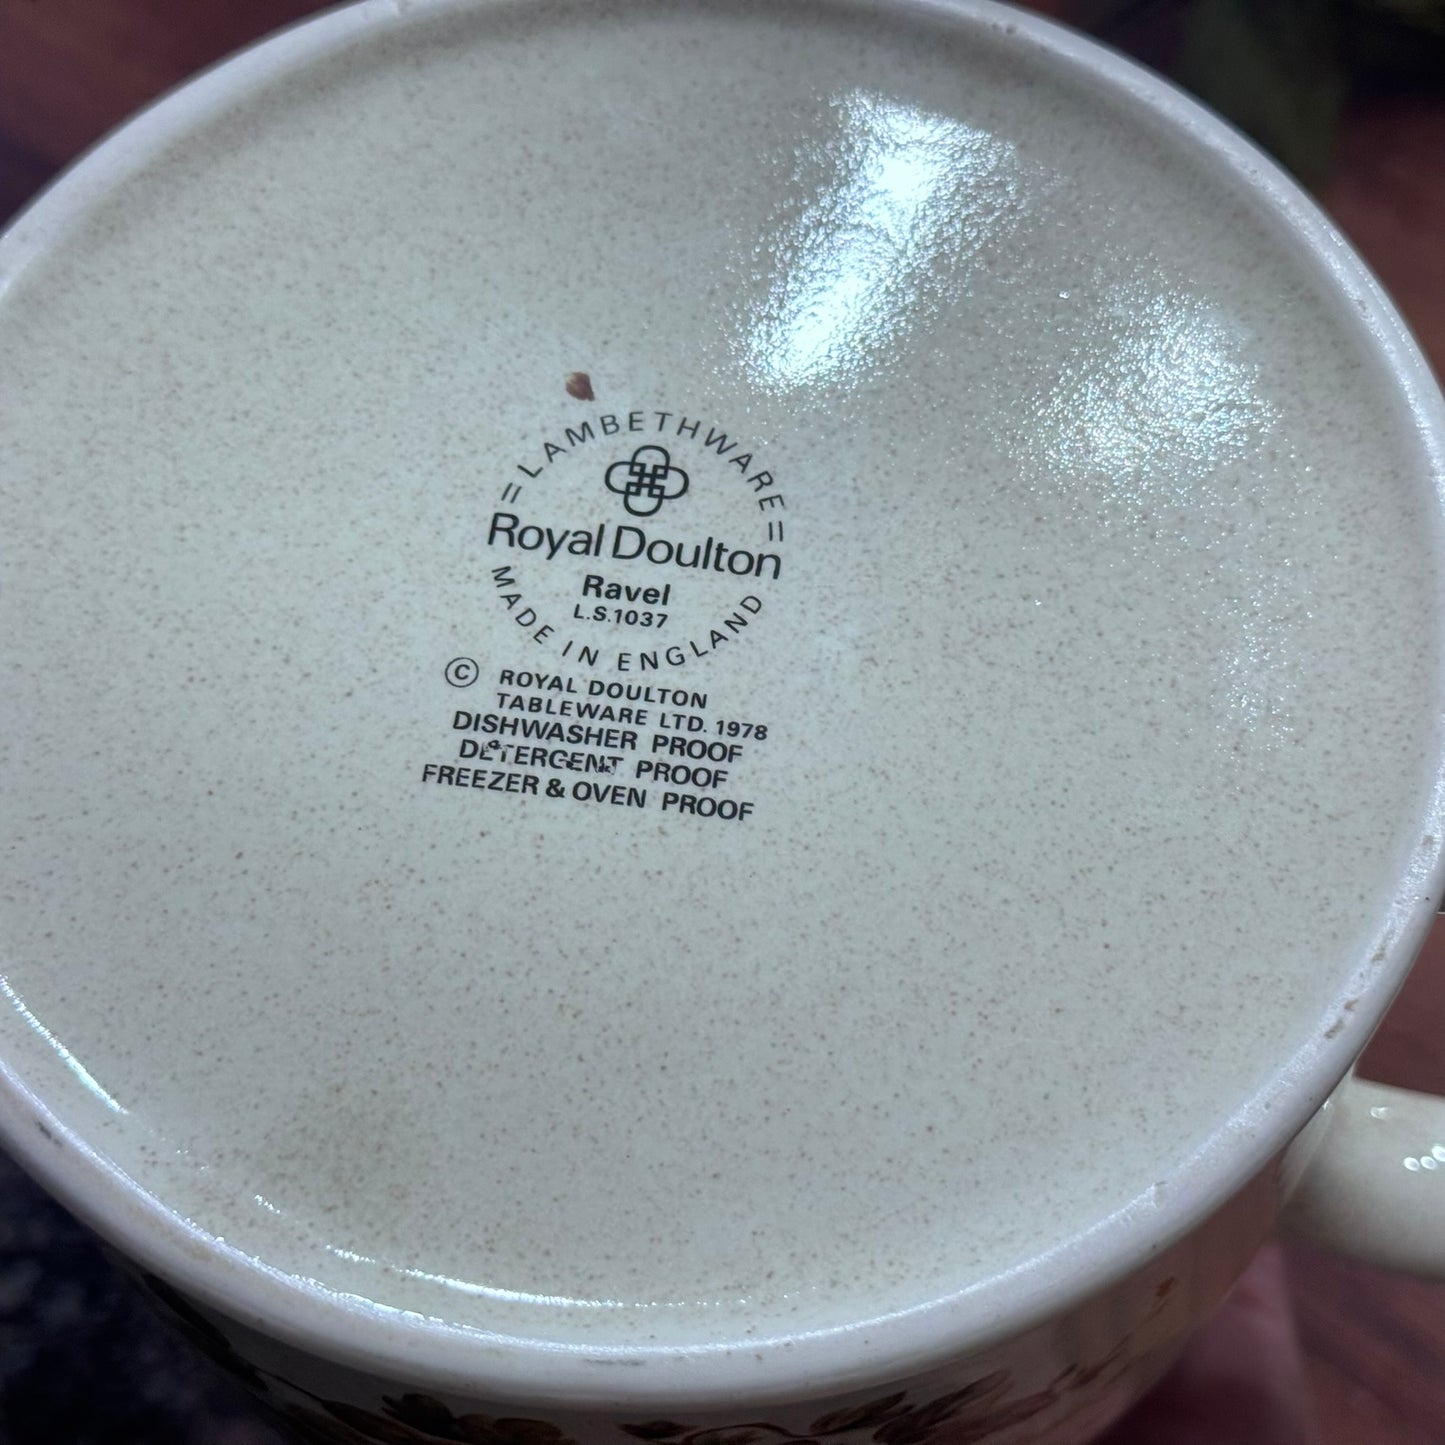 =LAMBETHWARE=
Royal Doulton
Ravel
L.S.1037
MADE IN ENGLAND
© ROYAL DOULTON
TABLEWARE LTD. 1978
DISHWASHER PROOF
DETERGENT PROOF
FREEZER & OVEN PROOF